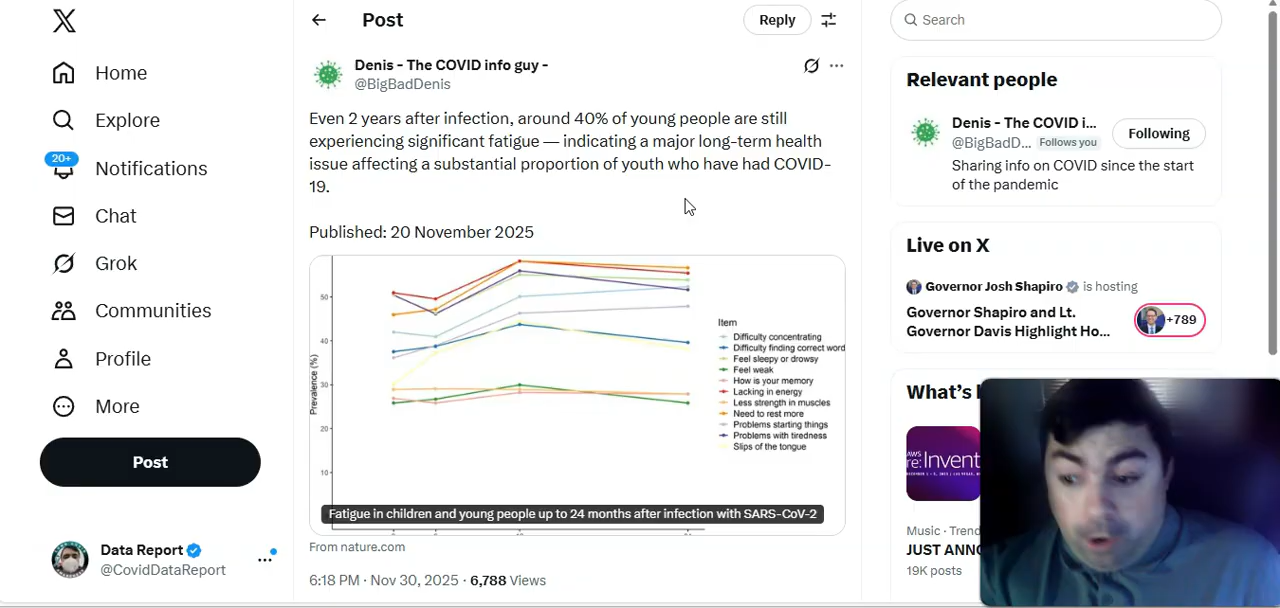 Home
Explore
20+
Notifications
Chat
Grok
Communities
Profile
More
Post
Data Report
@CovidDataReport
Post
Reply
Denis - The COVID info guy -
@BigBadDenis
Even 2 years after infection, around 40% of young people are still
experiencing significant fatigue — indicating a major long-term health
issue affecting a substantial proportion of youth who have had COVID-
19.
Published: 20 November 2025
Prevalence (%)
50
40
30
20
10
Item
Difficulty concentrating
Difficulty finding correct word
Feel sleepy or drowsy
Feel weak
How is your memory
Lacking in energy
Less strength in muscles
Need to rest more
Problems starting things
Problems with tiredness
Slips of the tongue
Fatigue in children and young people up to 24 months after infection with SARS-CoV-2
From nature.com
6:18 PM · Nov 30, 2025 · 6,788 Views
Search
Relevant people
Denis - The COVID i...
@BigBadD... Follows you
Following
Sharing info on COVID since the start
of the pandemic
Live on X
Governor Josh Shapiro is hosting
Governor Shapiro and Lt.
Governor Davis Highlight Ho...
+789
What's
aws
re:Invent
Music · Trend
JUST ANN
19K posts